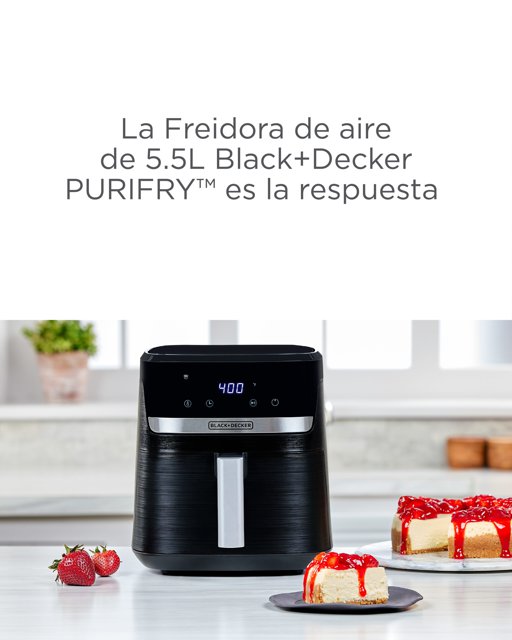 La Freidora de aire
de 5.5L Black+Decker
PURIFRY™ es la respuesta
400
BLACK+DECKER